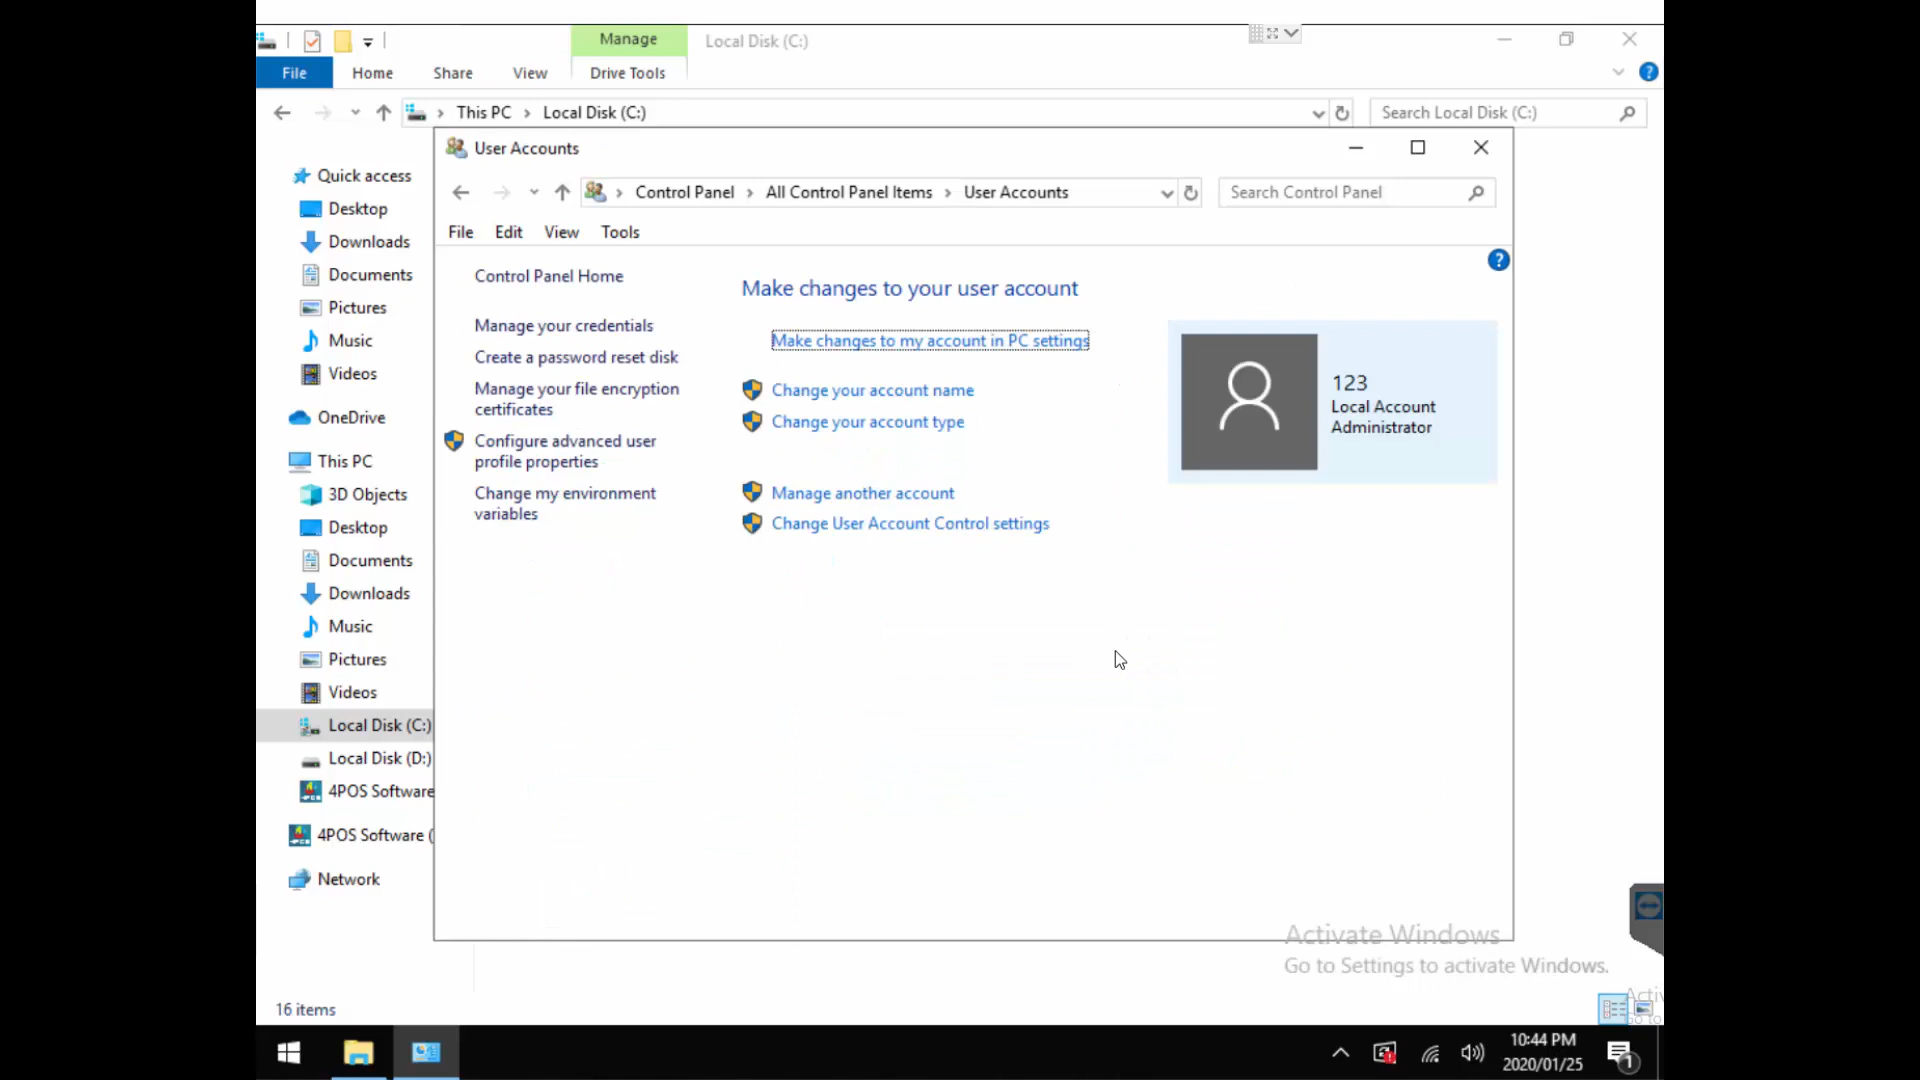 Manage
Local Disk (C:)
File
Home
Share
View
Drive Tools
This PC
Local Disk (C:)
Search Local Disk (C:)
User Accounts
Control Panel
All Control Panel Items
User Accounts
Search Control Panel
File
Edit
View
Tools
Quick access
Desktop
Downloads
Documents
Pictures
Music
Videos
OneDrive
This PC
3D Objects
Desktop
Documents
Downloads
Music
Pictures
Videos
Local Disk (C:)
Local Disk (D:)
4POS Software
4POS Software (
Network
Control Panel Home
Manage your credentials
Create a password reset disk
Manage your file encryption
certificates
Configure advanced user
profile properties
Change my environment
variables
Make changes to your user account
Make changes to my account in PC settings
Change your account name
Change your account type
Manage another account
Change User Account Control settings
123
Local Account
Administrator
Activate Windows
Go to Settings to activate Windows.
16 items
10:44 PM
2020/01/25
1